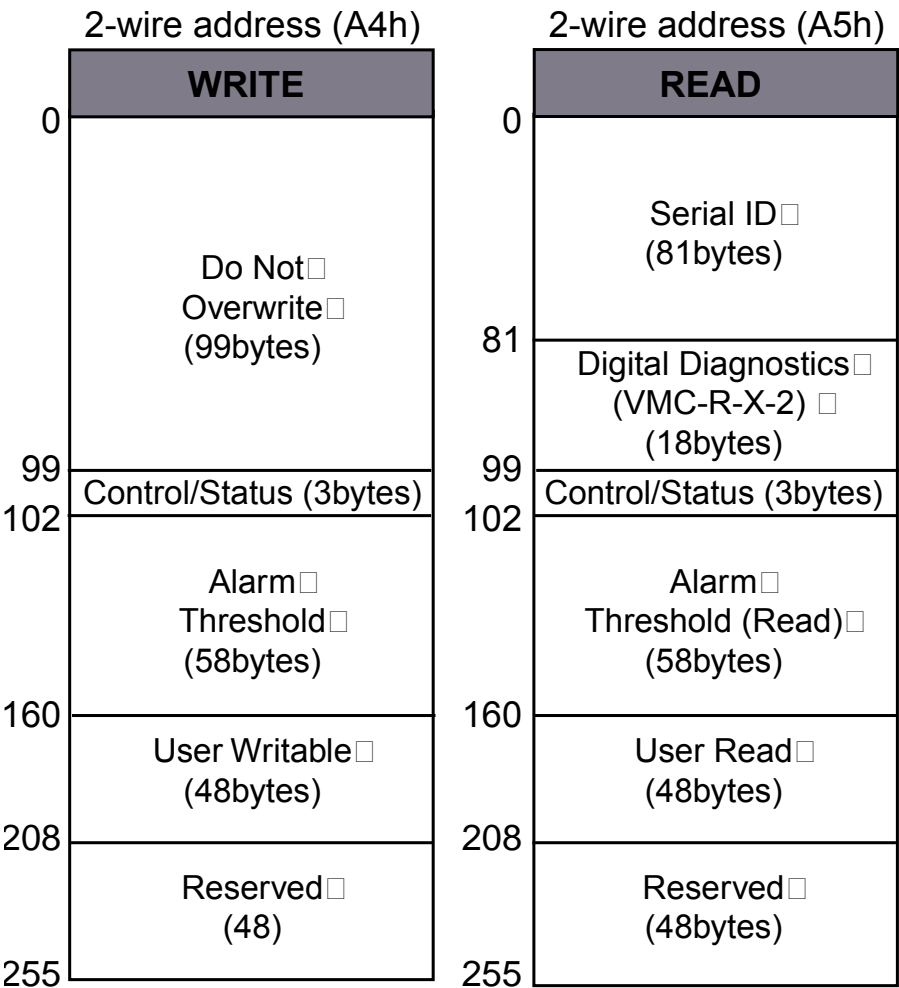 2-wire address (A4h)
WRITE
0
Do Not□
Overwrite□
(99bytes)
99
Control/Status (3bytes)
102
Alarm□
Threshold□
(58bytes)
160
User Writable□
(48bytes)
208
Reserved□
(48)
255
2-wire address (A5h)
READ
0
Serial ID□
(81bytes)
81
Digital Diagnostics□
(VMC-R-X-2) □
(18bytes)
99
Control/Status (3bytes)
102
Alarm□
Threshold (Read)□
(58bytes)
160
User Read□
(48bytes)
208
Reserved□
(48bytes)
255